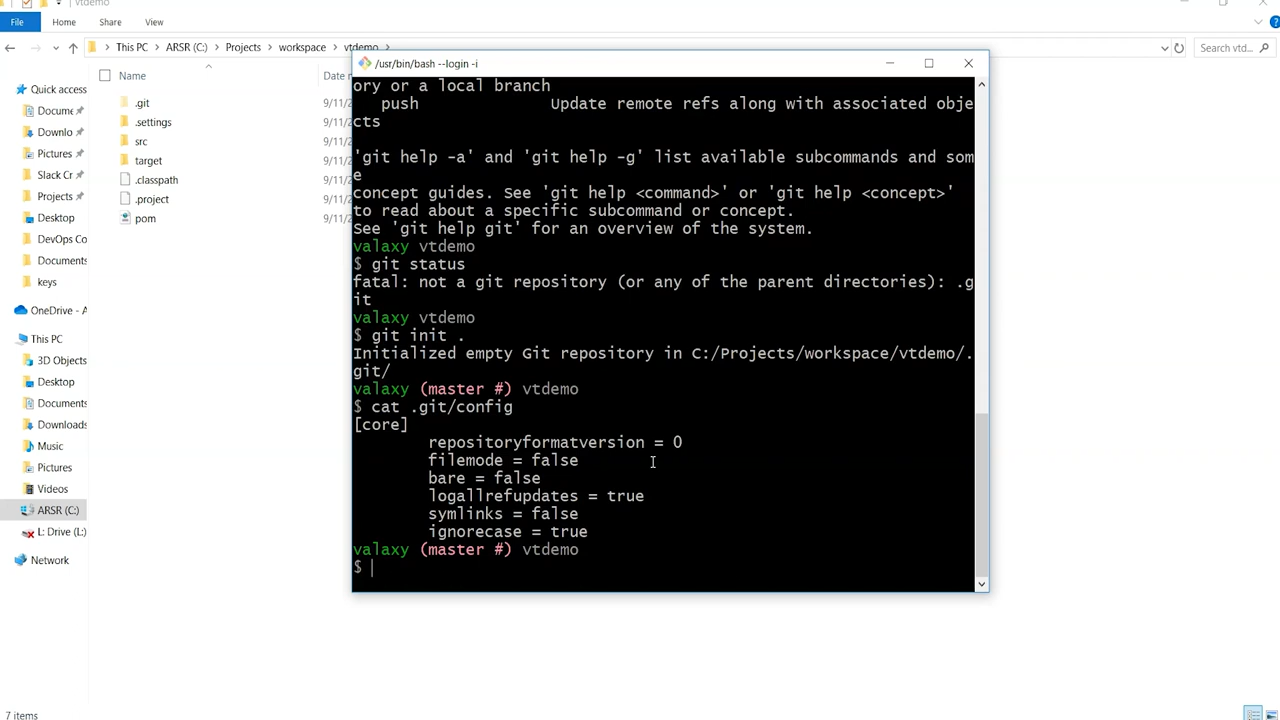 vtdemo
File
Home
Share
View
This PC
ARSR (C:)
Projects
workspace
vtdemo
Search vtd...
Name
Date
Quick access
Docume
Downlo
Pictures
Slack Cr
Projects
Desktop
DevOps Co
Documents
keys
OneDrive - A
This PC
3D Objects
Desktop
Documents
Downloads
Music
Pictures
Videos
ARSR (C:)
L: Drive (L:)
Network
.git
9/11/2
.settings
9/11/2
src
9/11/2
target
9/11/2
.classpath
9/11/2
.project
9/11/2
pom
9/11/2
/usr/bin/bash --login -i
ory or a local branch
push Update remote refs along with associated obje
cts
'git help -a' and 'git help -g' list available subcommands and som
e
concept guides. See 'git help <command>' or 'git help <concept>'
to read about a specific subcommand or concept.
See 'git help git' for an overview of the system.
valaxy vtdemo
$ git status
fatal: not a git repository (or any of the parent directories): .g
it
valaxy vtdemo
$ git init .
Initialized empty Git repository in C:/Projects/workspace/vtdemo/.
git/
valaxy (master #) vtdemo
$ cat .git/config
[core]
repositoryformatversion = 0
filemode = false
bare = false
logallrefupdates = true
symlinks = false
ignorecase = true
valaxy (master #) vtdemo
$
7 items